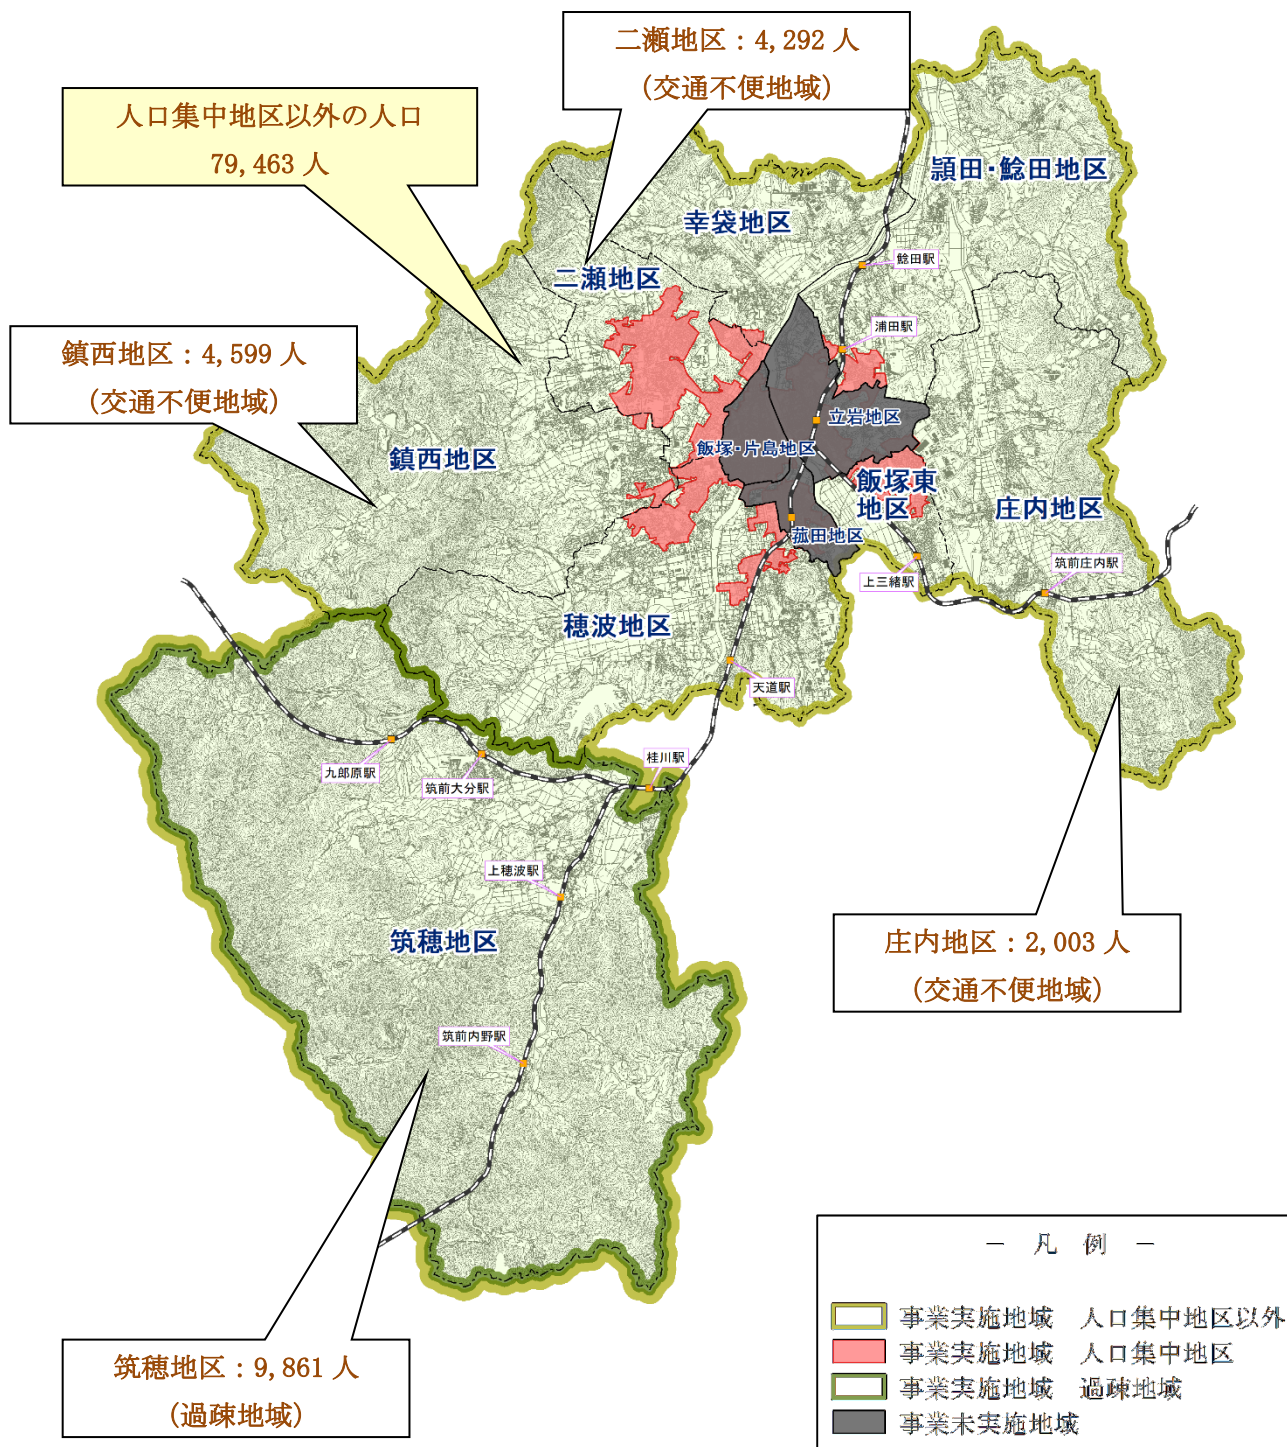 二瀬地区：4,292 人
(交通不便地域)
人口集中地区以外の人口
79,463 人
頴田・鯰田地区
幸袋地区
鯰田駅
二瀬地区
浦田駅
鎮西地区：4,599 人
(交通不便地域)
立岩地区
飯塚・片島地区
鎮西地区
飯塚東
地区
庄内地区
菰田地区
筑前庄内駅
上三緒駅
穂波地区
天道駅
桂川駅
九郎原駅
筑前大分駅
上穂波駅
筑穂地区
庄内地区：2,003 人
(交通不便地域)
筑前内野駅
筑穂地区：9,861 人
(過疎地域)
－ 凡 例 －
事業実施地域 人口集中地区以外
事業実施地域 人口集中地区
事業実施地域 過疎地域
事業未実施地域